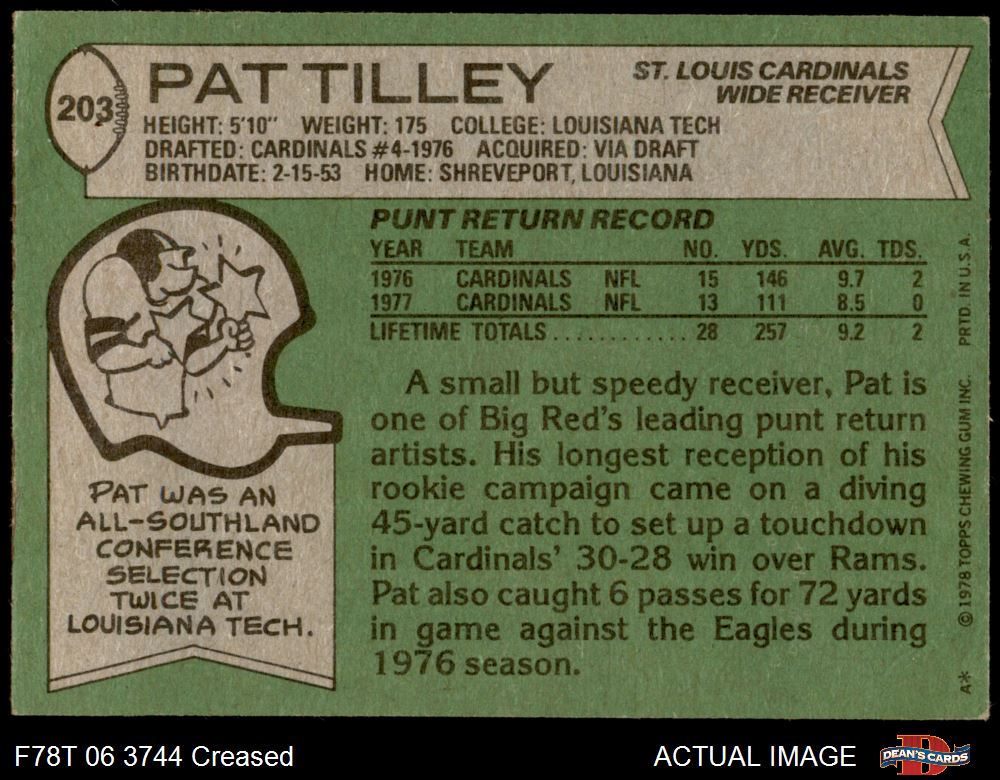 203
PAT TILLEY
ST. LOUIS CARDINALS
WIDE RECEIVER
HEIGHT: 5'10" WEIGHT: 175 COLLEGE: LOUISIANA TECH
DRAFTED: CARDINALS #4-1976 ACQUIRED: VIA DRAFT
BIRTHDATE: 2-15-53 HOME: SHREVEPORT, LOUISIANA
PUNT RETURN RECORD
YEAR TEAM NO. YDS. AVG. TDS.
1976 CARDINALS NFL 15 146 9.7 2
1977 CARDINALS NFL 13 111 8.5 0
LIFETIME TOTALS ............ 28 257 9.2 2
A small but speedy receiver, Pat is
one of Big Red's leading punt return
artists. His longest reception of his
rookie campaign came on a diving
45-yard catch to set up a touchdown
in Cardinals' 30-28 win over Rams.
Pat also caught 6 passes for 72 yards
in game against the Eagles during
1976 season.
PAT WAS AN
ALL-SOUTHLAND
CONFERENCE
SELECTION
TWICE AT
LOUISIANA TECH.
A* ©1978 TOPPS CHEWING GUM INC. PRTD. IN U.S.A.
F78T 06 3744 Creased
ACTUAL IMAGE
DEAN'S CARDS